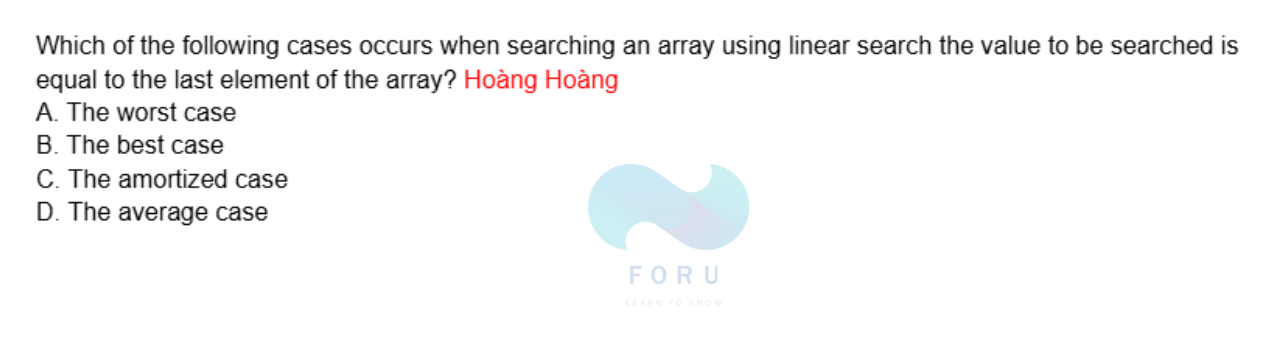 Which of the following cases occurs when searching an array using linear search the value to be searched is
equal to the last element of the array? Hoàng Hoàng
A. The worst case
B. The best case
C. The amortized case
D. The average case
FORU
LEARN TO KNOW